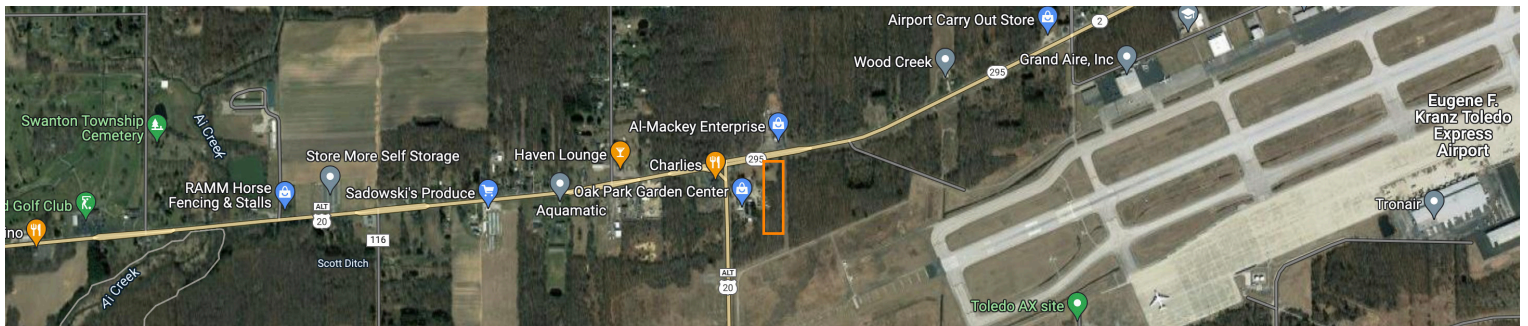 Airport Carry Out Store
2
Wood Creek
295
Grand Aire, Inc
Eugene F.
Kranz Toledo
Express
Airport
Swanton Township
Cemetery
Ai Creek
Al-Mackey Enterprise
Store More Self Storage
Haven Lounge
Charlies
295
RAMM Horse
Fencing & Stalls
Sadowski's Produce
Oak Park Garden Center
Aquamatic
Tronair
d Golf Club
ALT
20
ino
116
Scott Ditch
Ai Creek
ALT
20
Toledo AX site